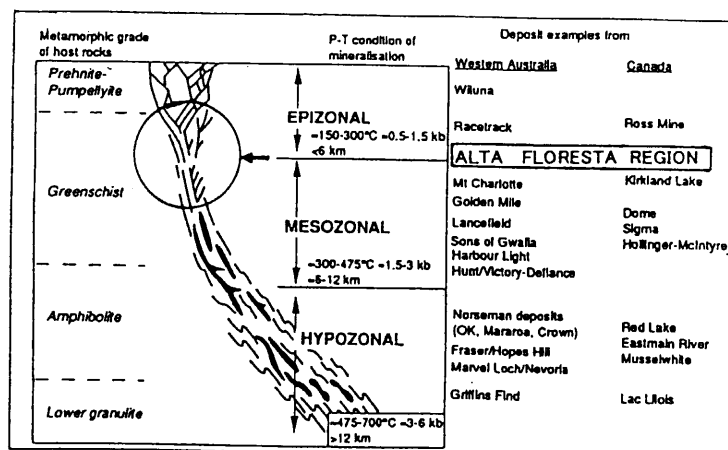 Metamorphic grade
of host rocks
P-T condition of
mineralisation
Deposit examples from
Western Australia
Canada
Prehnite-
Pumpellyite
EPIZONAL
≈150-300°C ≈0.5-1.5 kb
<6 km
Wiluna
Racetrack
Ross Mine
ALTA FLORESTA REGION
Greenschist
MESOZONAL
≈300-475°C ≈1.5-3 kb
≈6-12 km
Mt Charlotte
Kirkland Lake
Golden Mile
Lancefield
Dome
Sigma
Sons of Gwalia
Hollinger-McIntyre
Harbour Light
Hunt/Victory-Defiance
Amphibolite
HYPOZONAL
Norseman deposits
(OK, Mararoa, Crown)
Red Lake
Eastmain River
Fraser/Hopes Hill
Musselwhite
Marvel Loch/Nevoria
Lower granulite
≈475-700°C ≈3-6 kb
>12 km
Griffins Find
Lac Lilois